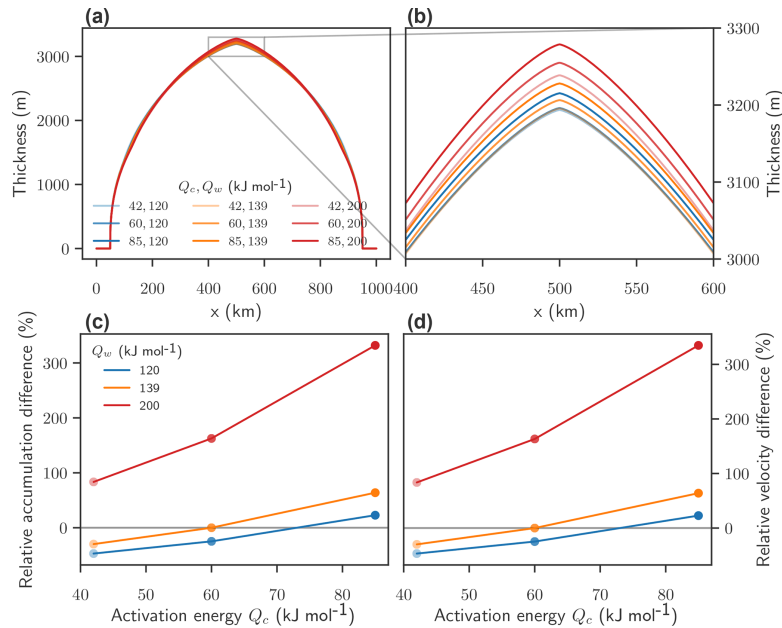 (a)
(b)
Thickness (m)
3000
2000
1000
0
Q_c, Q_w (kJ mol⁻¹)
42, 120
42, 139
42, 200
60, 120
60, 139
60, 200
85, 120
85, 139
85, 200
0 200 400 600 800 1000
x (km)
3300
3200
3100
3000
Thickness (m)
400 450 500 550 600
x (km)
(c)
(d)
Relative accumulation difference (%)
300
200
100
0
Q_w (kJ mol⁻¹)
120
139
200
40 50 60 70 80
Activation energy Q_c (kJ mol⁻¹)
300
200
100
0
Relative velocity difference (%)
40 50 60 70 80
Activation energy Q_c (kJ mol⁻¹)